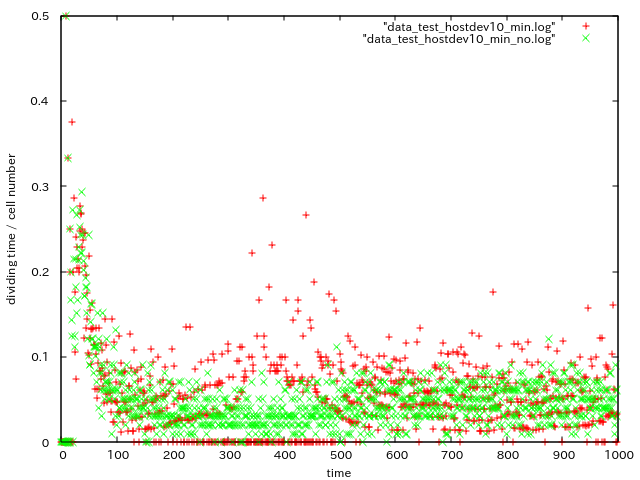 "data_test_hostdev10_min.log"
"data_test_hostdev10_min_no.log"
0.5
0.4
0.3
0.2
0.1
0
dividing time / cell number
0 100 200 300 400 500 600 700 800 900 1000
time